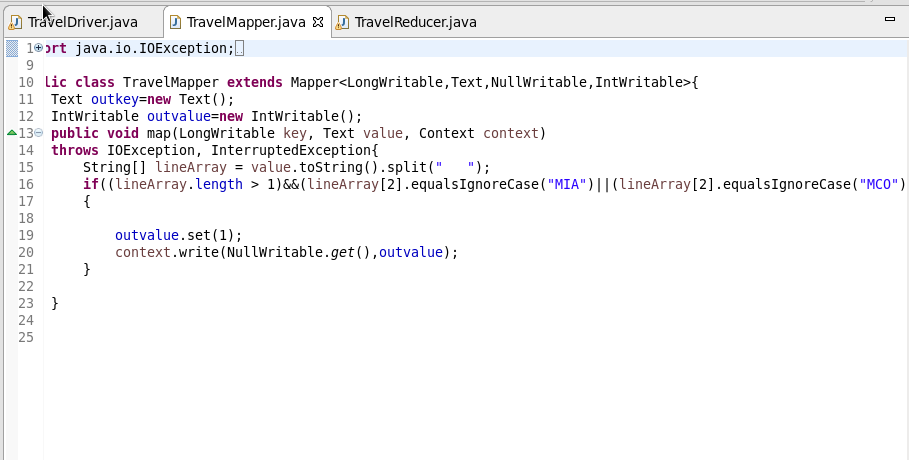 TravelDriver.java TravelMapper.java TravelReducer.java
1 ort java.io.IOException;
9
10 lic class TravelMapper extends Mapper<LongWritable,Text,NullWritable,IntWritable>{
11 Text outkey=new Text();
12 IntWritable outvalue=new IntWritable();
13 public void map(LongWritable key, Text value, Context context)
14 throws IOException, InterruptedException{
15 String[] lineArray = value.toString().split("   ");
16 if((lineArray.length > 1)&&(lineArray[2].equalsIgnoreCase("MIA")||(lineArray[2].equalsIgnoreCase("MCO")
17 {
18
19 outvalue.set(1);
20 context.write(NullWritable.get(),outvalue);
21 }
22
23 }
24
25